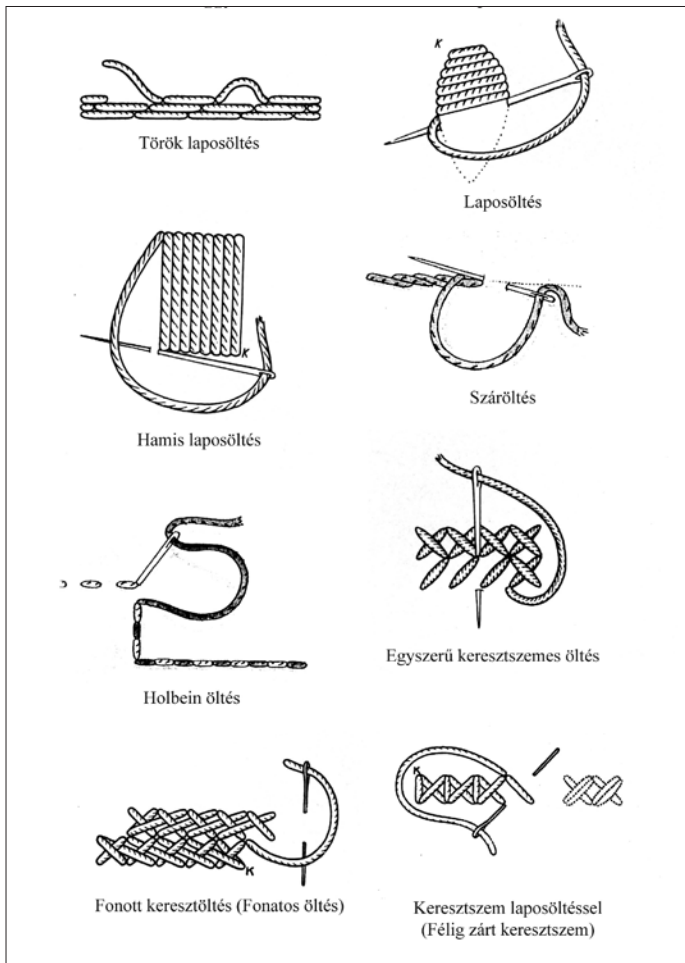 Török laposöltés
K
Laposöltés
Hamis laposöltés
K
Száröltés
Holbein öltés
Egyszerű keresztszemes öltés
K
Fonott keresztöltés (Fonatos öltés)
K
Keresztszem laposöltéssel
(Félig zárt keresztszem)